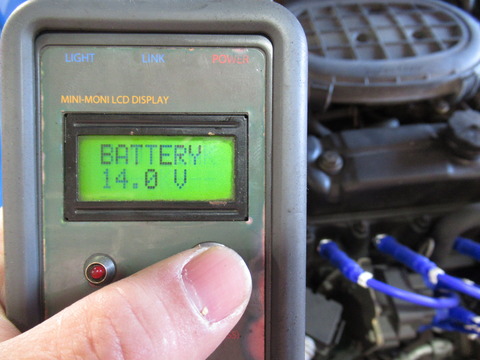 LIGHT LINK POWER
MINI-MONI LCD DISPLAY
BATTERY
14.0 V